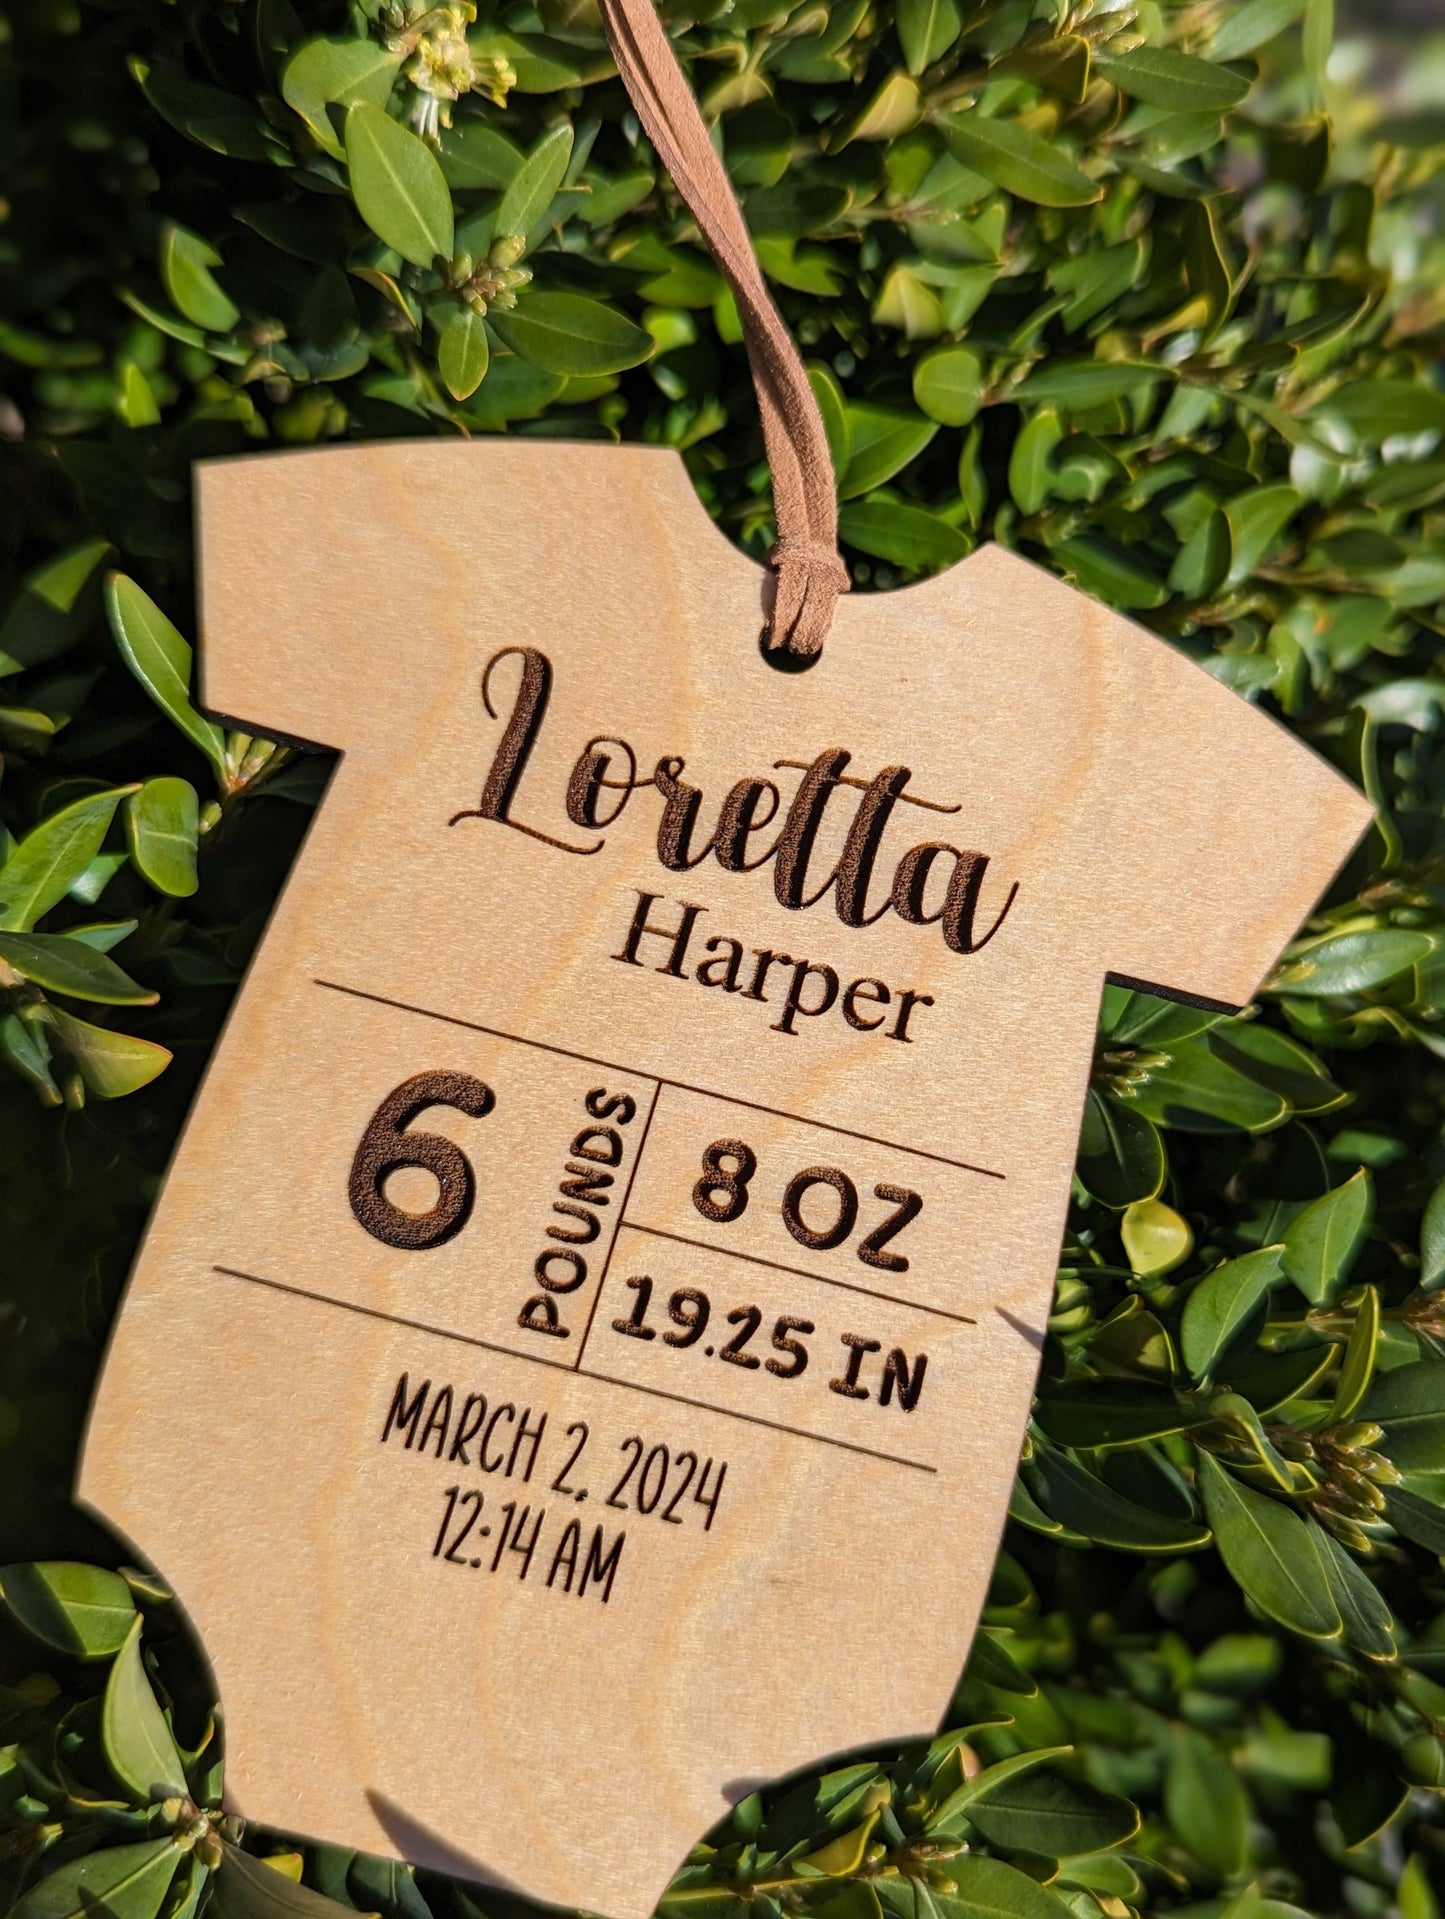 Loretta
Harper
6 POUNDS
8 OZ
19.25 IN
MARCH 2, 2024
12:14 AM